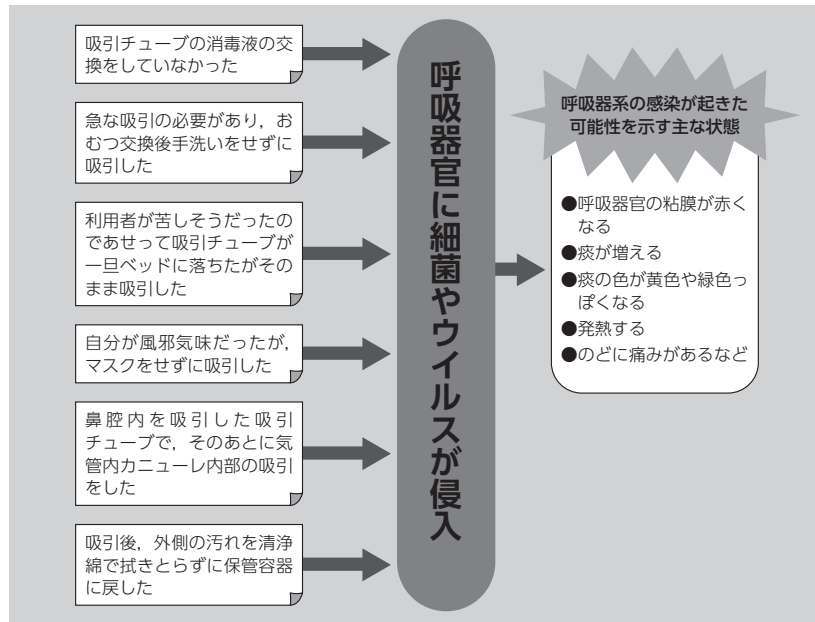 吸引チューブの消毒液の交
換をしていなかった
急な吸引の必要があり，お
むつ交換後手洗いをせずに
吸引した
利用者が苦しそうだったの
であせって吸引チューブが
一旦ベッドに落ちたがその
まま吸引した
自分が風邪気味だったが，
マスクをせずに吸引した
鼻腔内を吸引した吸引
チューブで，そのあとに気
管内カニューレ内部の吸引
をした
吸引後，外側の汚れを清浄
綿で拭きとらずに保管容器
に戻した
呼吸器官に細菌やウイルスが侵入
呼吸器系の感染が起きた
可能性を示す主な状態
●呼吸器官の粘膜が赤く
なる
●痰が増える
●痰の色が黄色や緑色っ
ぽくなる
●発熱する
●のどに痛みがあるなど